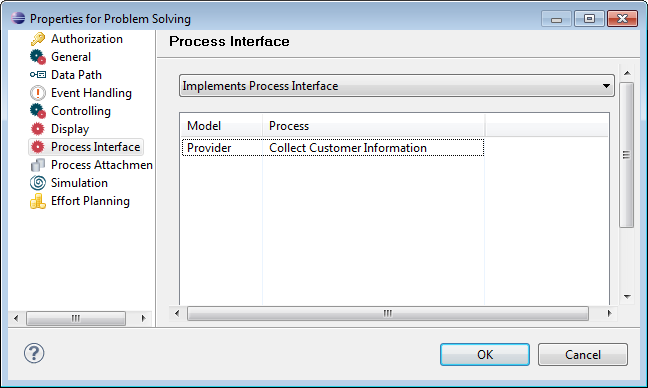 Properties for Problem Solving
Authorization
General
Data Path
Event Handling
Controlling
Display
Process Interface
Process Attachmen
Simulation
Effort Planning
Process Interface
Implements Process Interface
Model Process
Provider Collect Customer Information
?
OK Cancel